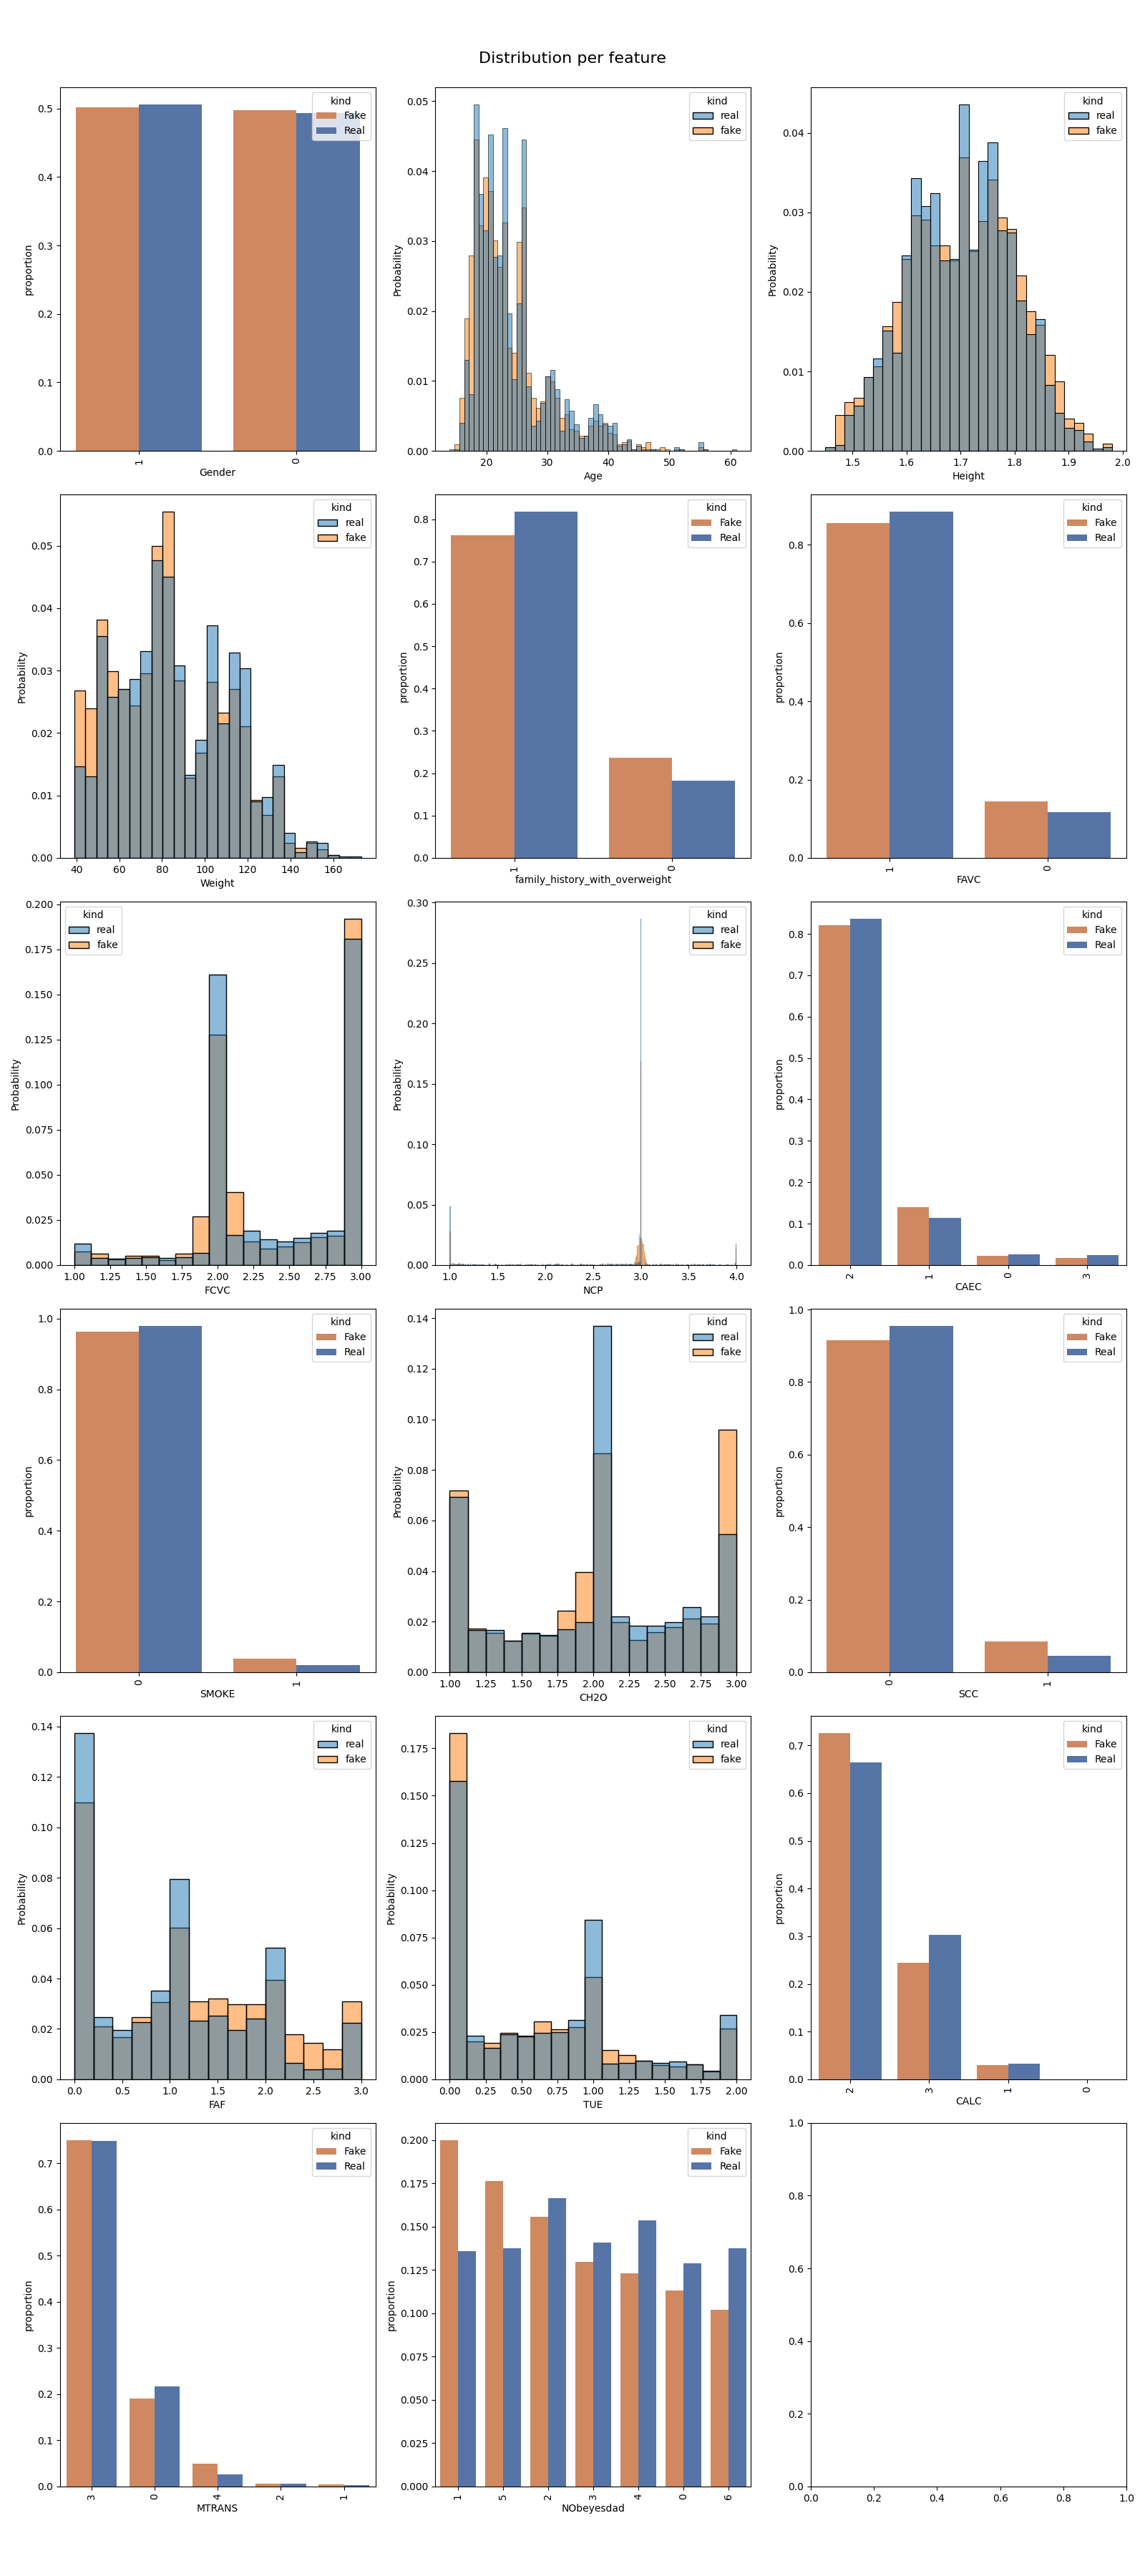 Distribution per feature
kind
Fake
Real
0.5
0.4
0.3
0.2
0.1
0.0
proportion
1
0
Gender
kind
real
fake
0.05
0.04
0.03
0.02
0.01
0.00
Probability
20
30
40
50
60
Age
kind
real
fake
0.04
0.03
0.02
0.01
0.00
Probability
1.5
1.6
1.7
1.8
1.9
2.0
Height
kind
real
fake
0.05
0.04
0.03
0.02
0.01
0.00
Probability
40
60
80
100
120
140
160
Weight
kind
Fake
Real
0.8
0.7
0.6
0.5
0.4
0.3
0.2
0.1
0.0
proportion
1
0
family_history_with_overweight
kind
Fake
Real
0.8
0.6
0.4
0.2
0.0
proportion
1
0
FAVC
kind
real
fake
0.200
0.175
0.150
0.125
0.100
0.075
0.050
0.025
0.000
Probability
1.00
1.25
1.50
1.75
2.00
2.25
2.50
2.75
3.00
FCVC
kind
real
fake
0.30
0.25
0.20
0.15
0.10
0.05
0.00
Probability
1.0
1.5
2.0
2.5
3.0
3.5
4.0
NCP
kind
Fake
Real
0.8
0.7
0.6
0.5
0.4
0.3
0.2
0.1
0.0
proportion
2
1
0
3
CAEC
kind
Fake
Real
1.0
0.8
0.6
0.4
0.2
0.0
proportion
0
1
SMOKE
kind
real
fake
0.14
0.12
0.10
0.08
0.06
0.04
0.02
0.00
Probability
1.00
1.25
1.50
1.75
2.00
2.25
2.50
2.75
3.00
CH2O
kind
Fake
Real
1.0
0.8
0.6
0.4
0.2
0.0
proportion
0
1
SCC
kind
real
fake
0.14
0.12
0.10
0.08
0.06
0.04
0.02
0.00
Probability
0.0
0.5
1.0
1.5
2.0
2.5
3.0
FAF
kind
real
fake
0.175
0.150
0.125
0.100
0.075
0.050
0.025
0.000
Probability
0.00
0.25
0.50
0.75
1.00
1.25
1.50
1.75
2.00
TUE
kind
Fake
Real
0.7
0.6
0.5
0.4
0.3
0.2
0.1
0.0
proportion
2
3
1
0
CALC
kind
Fake
Real
0.7
0.6
0.5
0.4
0.3
0.2
0.1
0.0
proportion
3
0
4
2
1
MTRANS
kind
Fake
Real
0.200
0.175
0.150
0.125
0.100
0.075
0.050
0.025
0.000
proportion
1
5
2
3
4
0
6
NObeyesdad
1.0
0.8
0.6
0.4
0.2
0.0
0.0
0.2
0.4
0.6
0.8
1.0